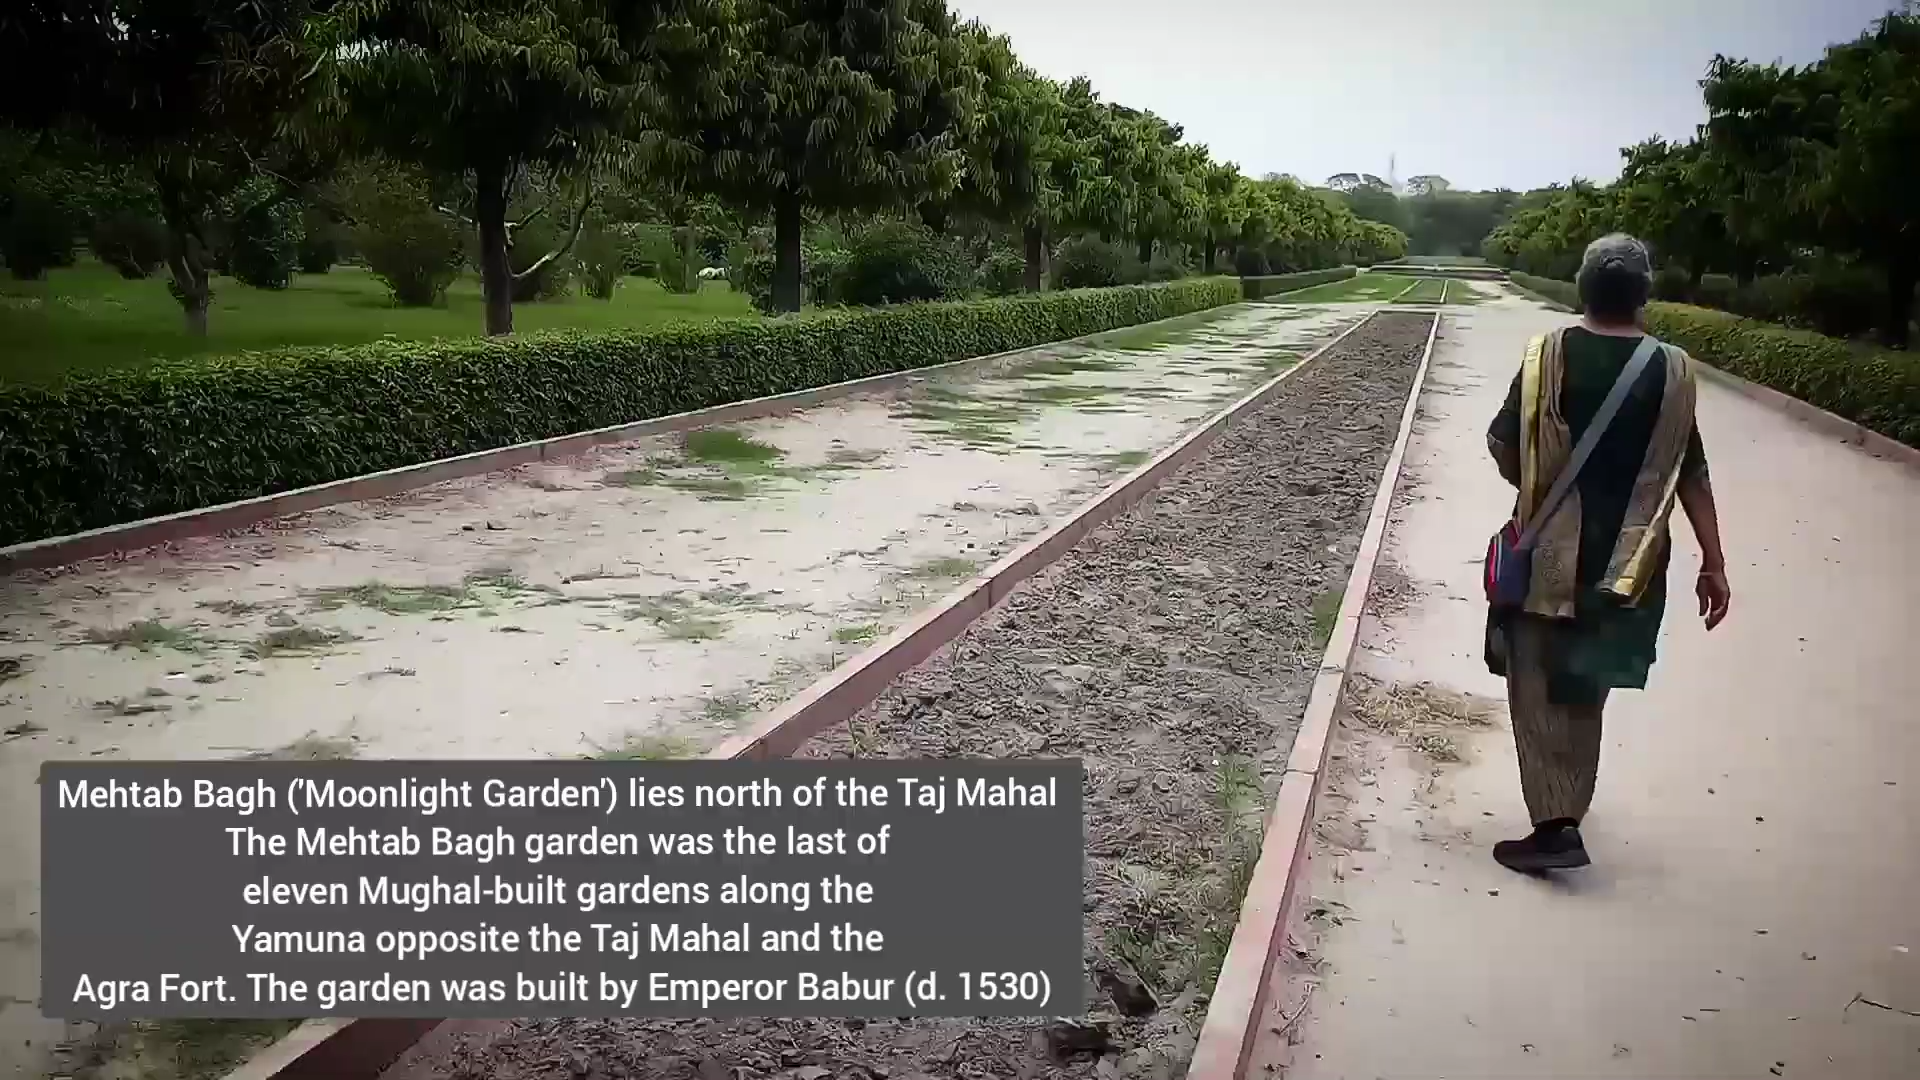 Mehtab Bagh ('Moonlight Garden') lies north of the Taj Mahal
The Mehtab Bagh garden was the last of
eleven Mughal-built gardens along the
Yamuna opposite the Taj Mahal and the
Agra Fort. The garden was built by Emperor Babur (d. 1530)